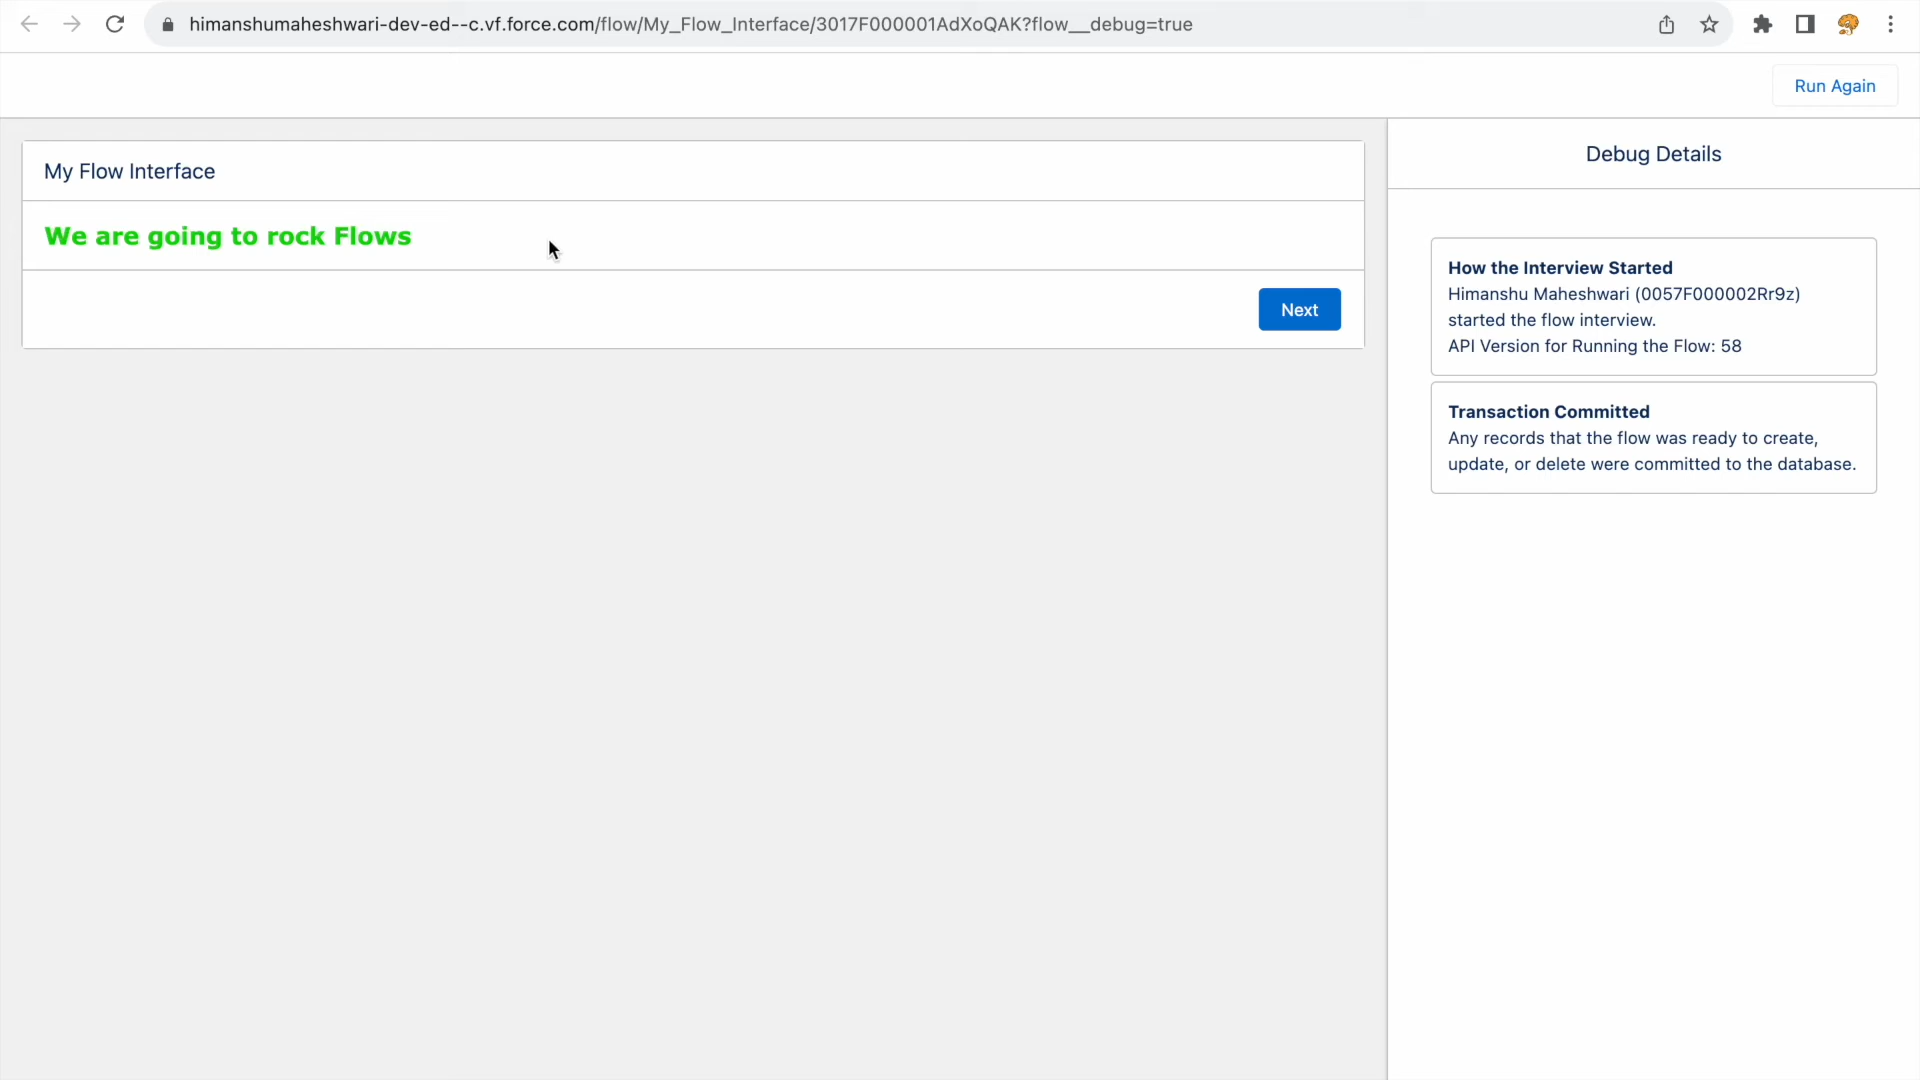 himanshumaheshwari-dev-ed--c.vf.force.com/flow/My_Flow_Interface/3017F000001AdXoQAK?flow__debug=true
Run Again
My Flow Interface
We are going to rock Flows
Next
Debug Details
How the Interview Started
Himanshu Maheshwari (0057F000002Rr9z)
started the flow interview.
API Version for Running the Flow: 58
Transaction Committed
Any records that the flow was ready to create,
update, or delete were committed to the database.